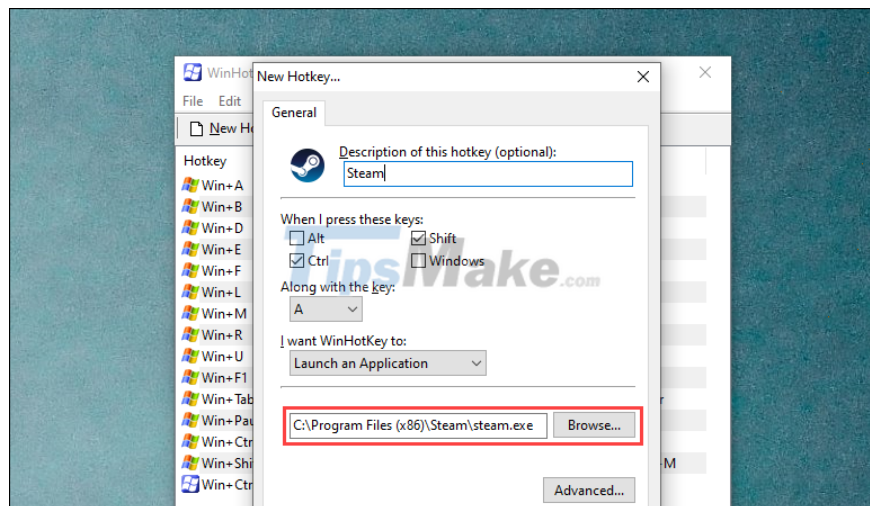 WinHot
New Hotkey...
File Edit
General
New H
Description of this hotkey (optional):
Steam
Hotkey
Win+A
Win+B
Win+D
Win+E
Win+F
Win+L
Win+M
Win+R
Win+U
Win+F1
Win+Tab
Win+Pau
Win+Ctr
Win+Shi
Win+Ctr
When I press these keys:
Alt Shift
Ctrl Windows
TipsMake.com
Along with the key:
A
I want WinHotKey to:
Launch an Application
C:\Program Files (x86)\Steam\steam.exe Browse...
Advanced...
r
-M